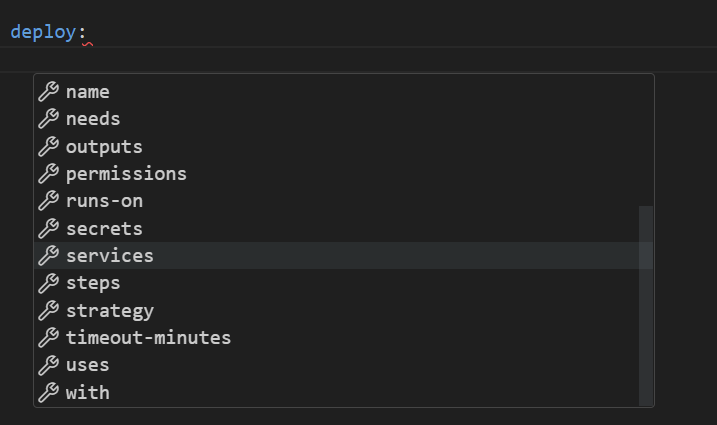 deploy:
name
needs
outputs
permissions
runs-on
secrets
services
steps
strategy
timeout-minutes
uses
with